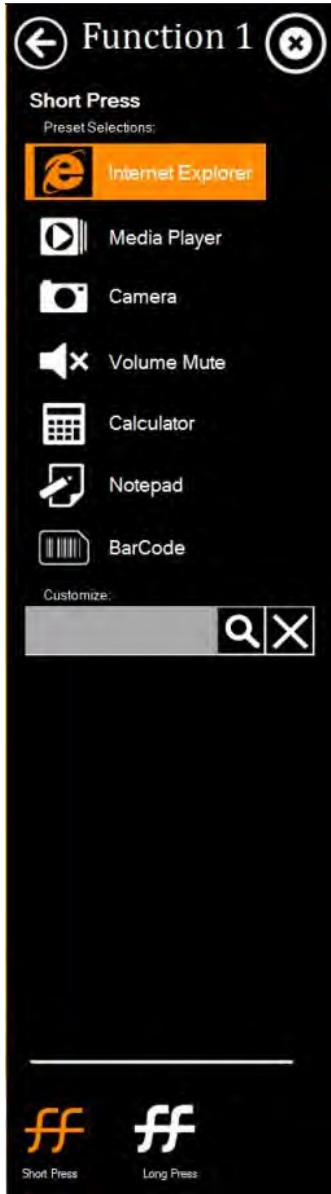 Function 1
Short Press
Preset Selections:
Internet Explorer
Media Player
Camera
Volume Mute
Calculator
Notepad
BarCode
Customize:
Short Press
Long Press